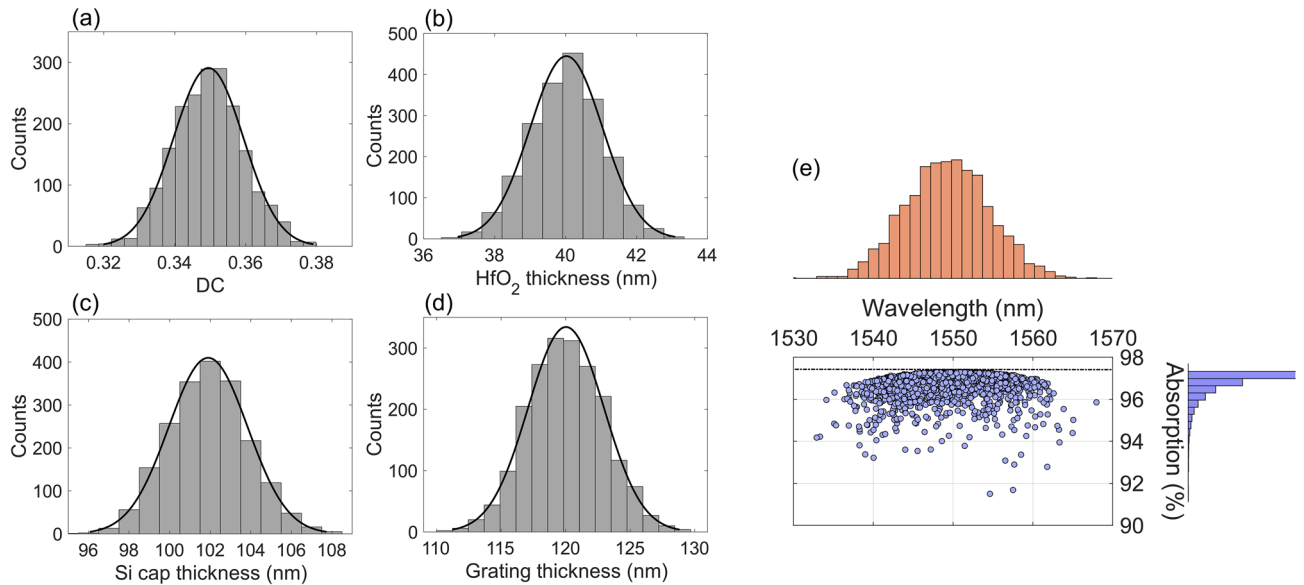 (a)
300
200
100
0
Counts
0.32 0.34 0.36 0.38
DC
(b)
500
400
300
200
100
0
Counts
36 38 40 42 44
HfO₂ thickness (nm)
(c)
500
400
300
200
100
0
Counts
96 98 100 102 104 106 108
Si cap thickness (nm)
(d)
300
200
100
0
Counts
110 115 120 125 130
Grating thickness (nm)
(e)
Wavelength (nm)
1530 1540 1550 1560 1570
98
96
94
92
90
Absorption (%)